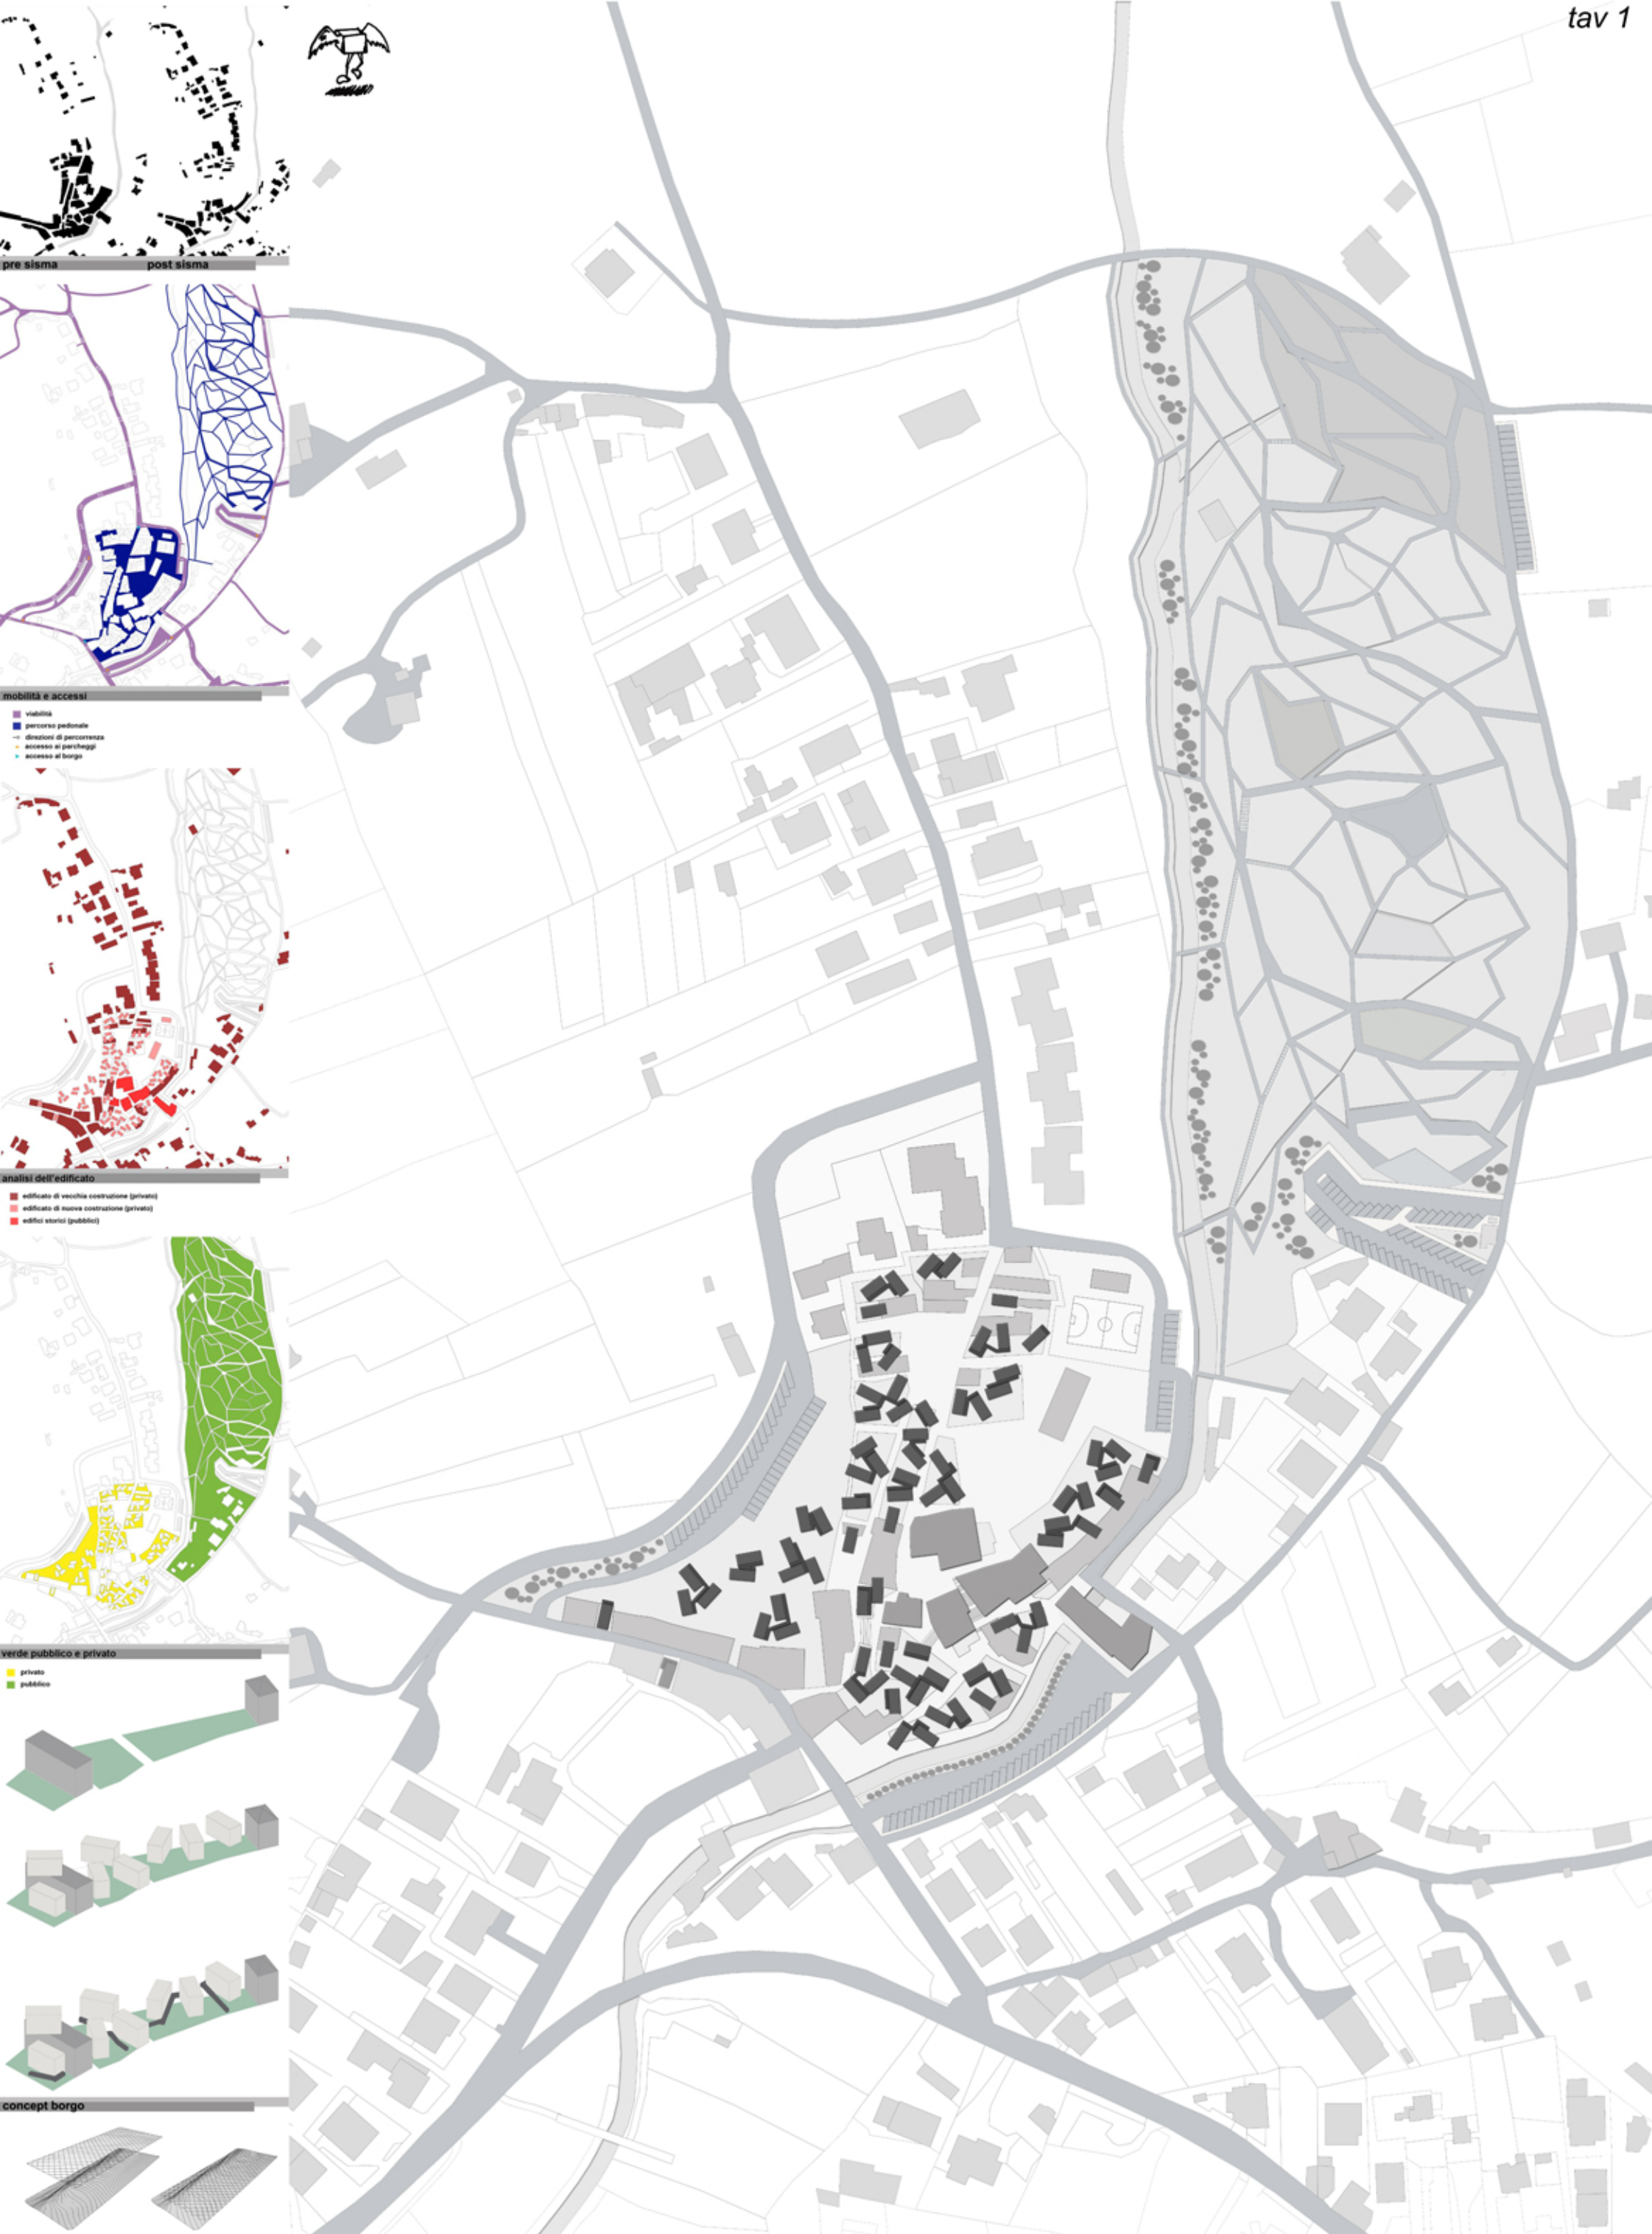 tav 1
pre sisma
post sisma
mobilità e accessi
viabilità
percorso pedonale
direzioni di percorrenza
accesso ai parcheggi
accesso al borgo
analisi dell'edificato
edificato di vecchia costruzione (privato)
edificato di nuova costruzione (privato)
edifici storici (pubblici)
verde pubblico e privato
privato
pubblico
concept borgo